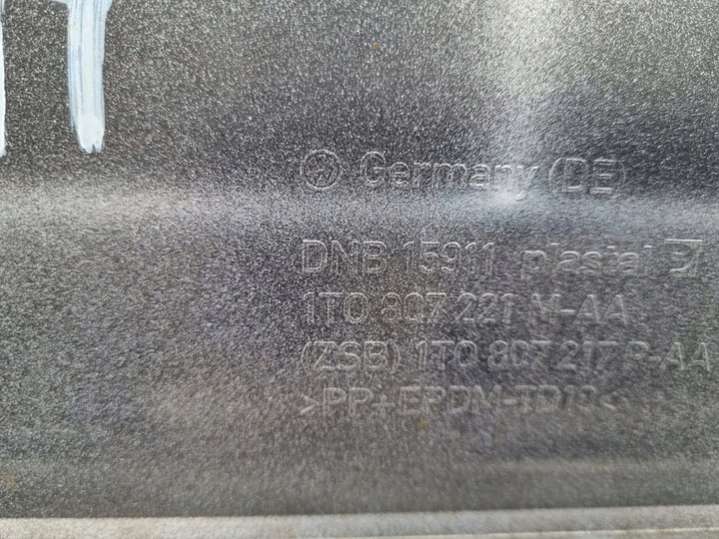 Germany (DE)
DNB 15911 plastal
1T0 807 221 M-AA
(ZSB) 1T0 807 217 P-AA
>PP+EPDM-TD10<